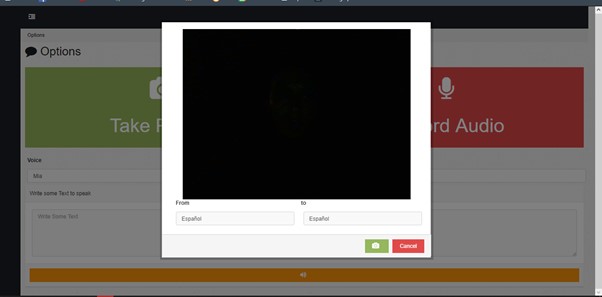 Options
Options
Take
rd Audio
Voice
Mia
Write some Text to speak
Write Some Text
From to
Español Español
Cancel